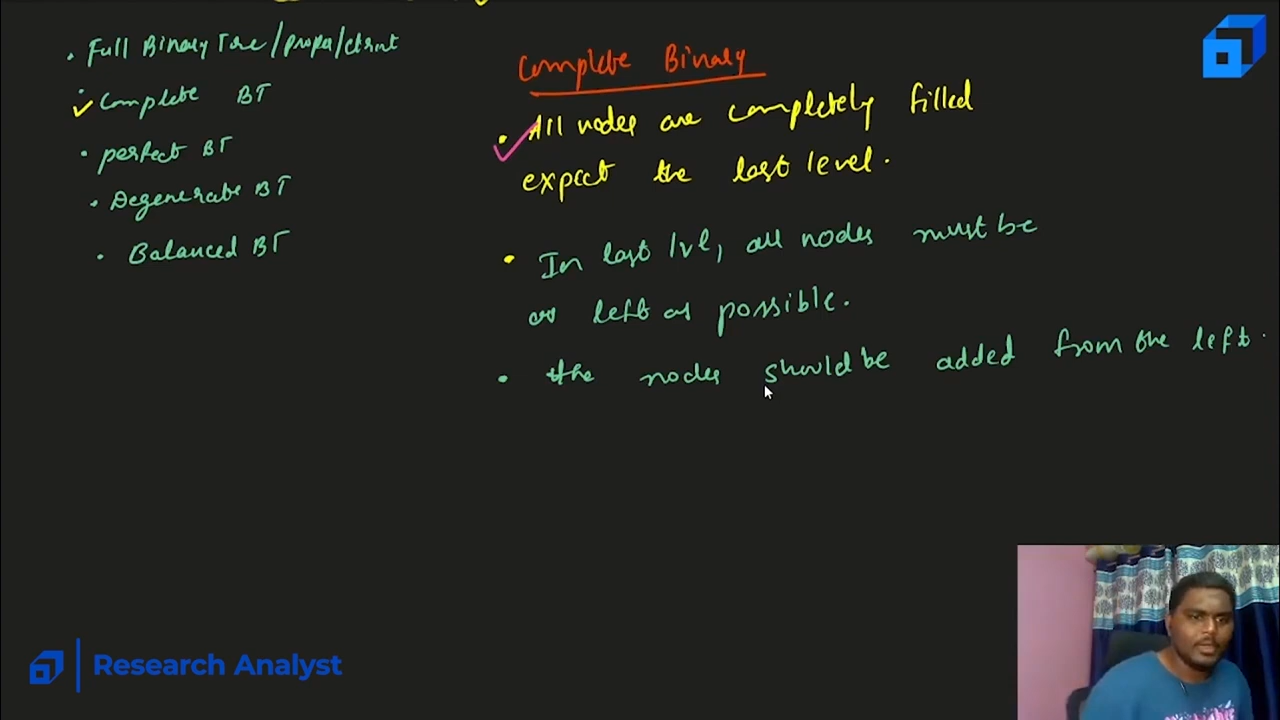 Full Binary Tree/proper/strict
Complete BT
perfect BT
Degenerate BT
Balanced BT
Complete Binary
All nodes are completely filled
expect the last level.
In last lvl, all nodes must be
as left as possible.
the nodes should be added from the left.
Research Analyst